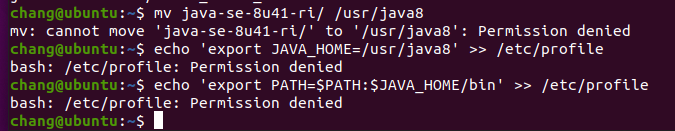 chang@ubuntu:~$ mv java-se-8u41-ri/ /usr/java8
mv: cannot move 'java-se-8u41-ri/' to '/usr/java8': Permission denied
chang@ubuntu:~$ echo 'export JAVA_HOME=/usr/java8' >> /etc/profile
bash: /etc/profile: Permission denied
chang@ubuntu:~$ echo 'export PATH=$PATH:$JAVA_HOME/bin' >> /etc/profile
bash: /etc/profile: Permission denied
chang@ubuntu:~$